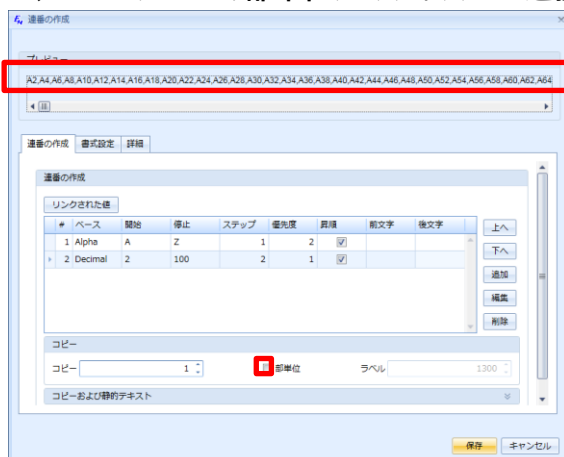 連番の作成
プレビュー
A2,A4,A6,A8,A10,A12,A14,A16,A18,A20,A22,A24,A26,A28,A30,A32,A34,A36,A38,A40,A42,A44,A46,A48,A50,A52,A54,A56,A58,A60,A62,A64
連番の作成 書式設定 詳細
連番の作成
リンクされた値
# ベース 開始 停止 ステップ 優先度 昇順 前文字 後文字
1 Alpha A Z 1 2
2 Decimal 2 100 2 1
上へ
下へ
追加
編集
削除
コピー
コピー 1 部単位 ラベル 1300
コピーおよび静的テキスト
保存 キャンセル